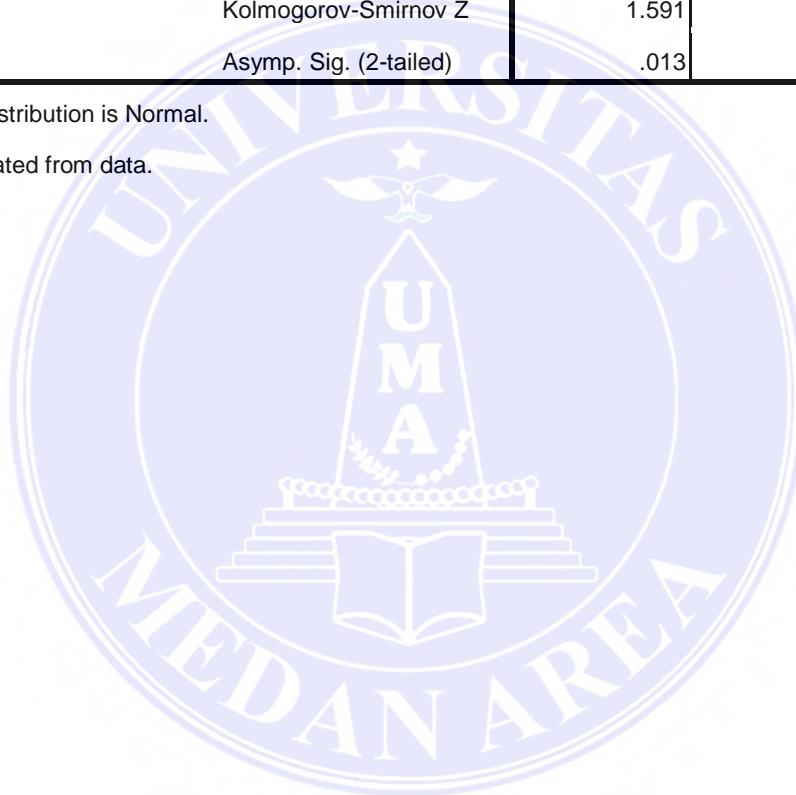 Kolmogorov-Smirnov Z 1.591
Asymp. Sig. (2-tailed) .013
stribution is Normal.
ated from data.
UNIVERSITAS
U
M
A
MEDAN AREA